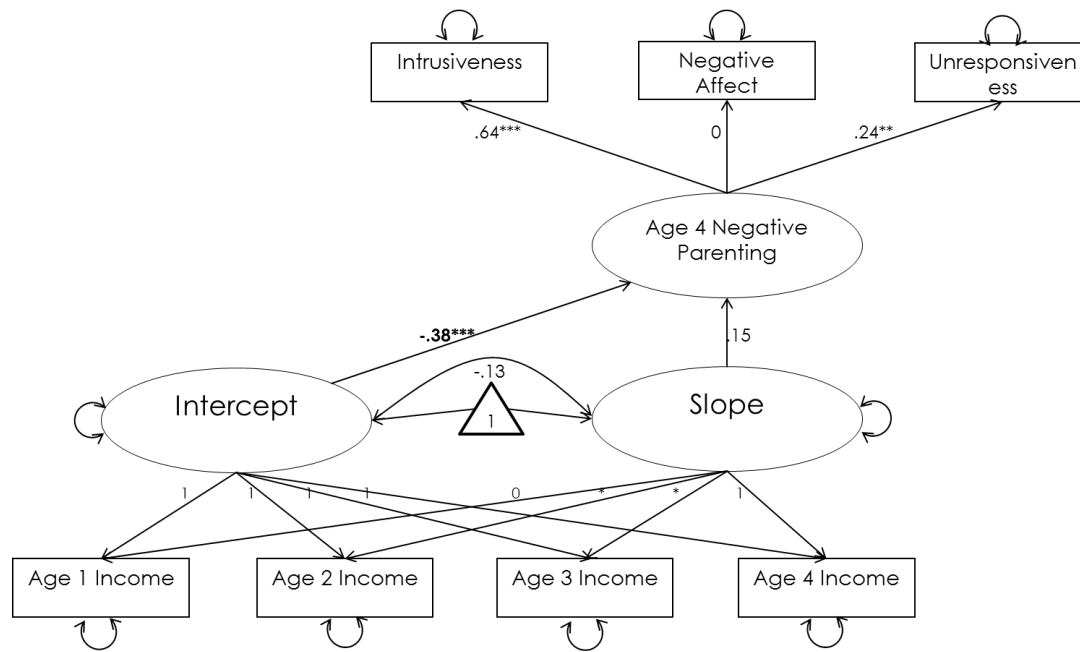 Intrusiveness
Negative
Affect
Unresponsiven
ess
.64***
0
.24**
Age 4 Negative
Parenting
-.38***
.15
-.13
Intercept
1
Slope
1
1
1
1
0
*
*
1
Age 1 Income
Age 2 Income
Age 3 Income
Age 4 Income